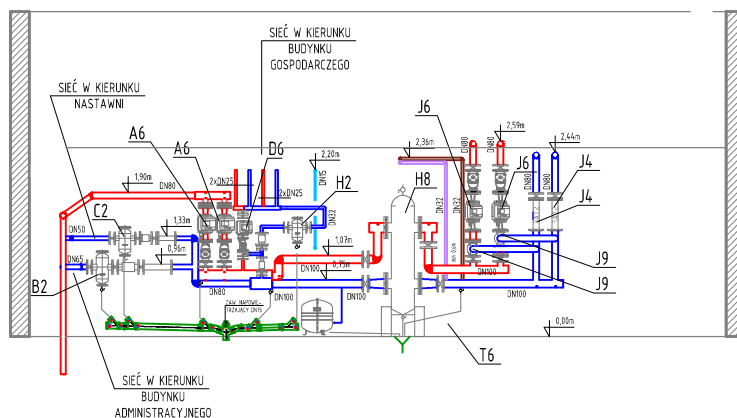 SIEĆ W KIERUNKU
BUDYNKU
GOSPODARCZEGO
SIEĆ W KIERUNKU
NASTAWNI
A6
A6
D6
H2
H8
J6
J6
J4
J4
J9
J9
C2
B2
T6
2,20m
2,36m
2,59m
2,44m
1,90m
1,33m
0,96m
1,07m
0,75m
0,00m
DN80
2xDN25
2xDN25
DN15
DN32
DN32
DN32
DN80
DN80
DN80
DN50
DN65
DN80
DN100
DN100
DN100
DN100
DN100
ZAW. NAPOWIE-
TRZAJĄCY DN15
SIEĆ W KIERUNKU
BUDYNKU
ADMINISTRACYJNEGO